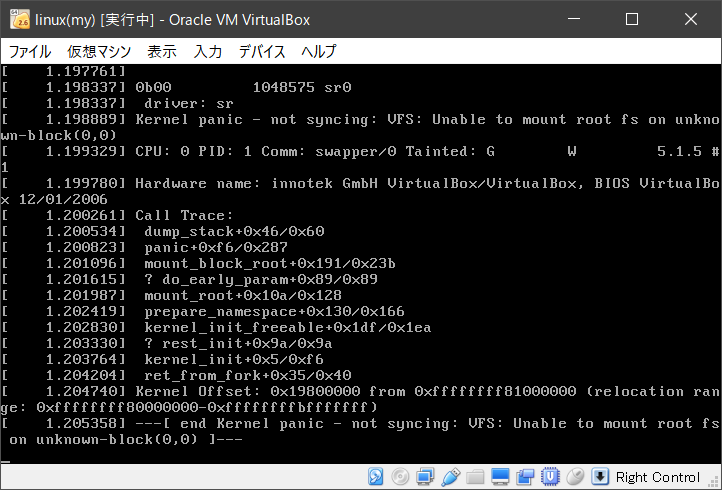 linux(my) [実行中] - Oracle VM VirtualBox
ファイル 仮想マシン 表示 入力 デバイス ヘルプ
[    1.197761]
[    1.198337] 0b00         1048575 sr0
[    1.198337]  driver: sr
[    1.198889] Kernel panic - not syncing: VFS: Unable to mount root fs on unkno
wn-block(0,0)
[    1.199329] CPU: 0 PID: 1 Comm: swapper/0 Tainted: G        W         5.1.5 #
1
[    1.199780] Hardware name: innotek GmbH VirtualBox/VirtualBox, BIOS VirtualBo
x 12/01/2006
[    1.200261] Call Trace:
[    1.200534]  dump_stack+0x46/0x60
[    1.200823]  panic+0xf6/0x287
[    1.201096]  mount_block_root+0x191/0x23b
[    1.201615]  ? do_early_param+0x89/0x89
[    1.201987]  mount_root+0x10a/0x128
[    1.202419]  prepare_namespace+0x130/0x166
[    1.202830]  kernel_init_freeable+0x1df/0x1ea
[    1.203330]  ? rest_init+0x9a/0x9a
[    1.203764]  kernel_init+0x5/0xf6
[    1.204204]  ret_from_fork+0x35/0x40
[    1.204740] Kernel Offset: 0x19800000 from 0xffffffff81000000 (relocation ran
ge: 0xffffffff80000000-0xffffffffbfffffff)
[    1.205358] ---[ end Kernel panic - not syncing: VFS: Unable to mount root fs
 on unknown-block(0,0) ]---
Right Control